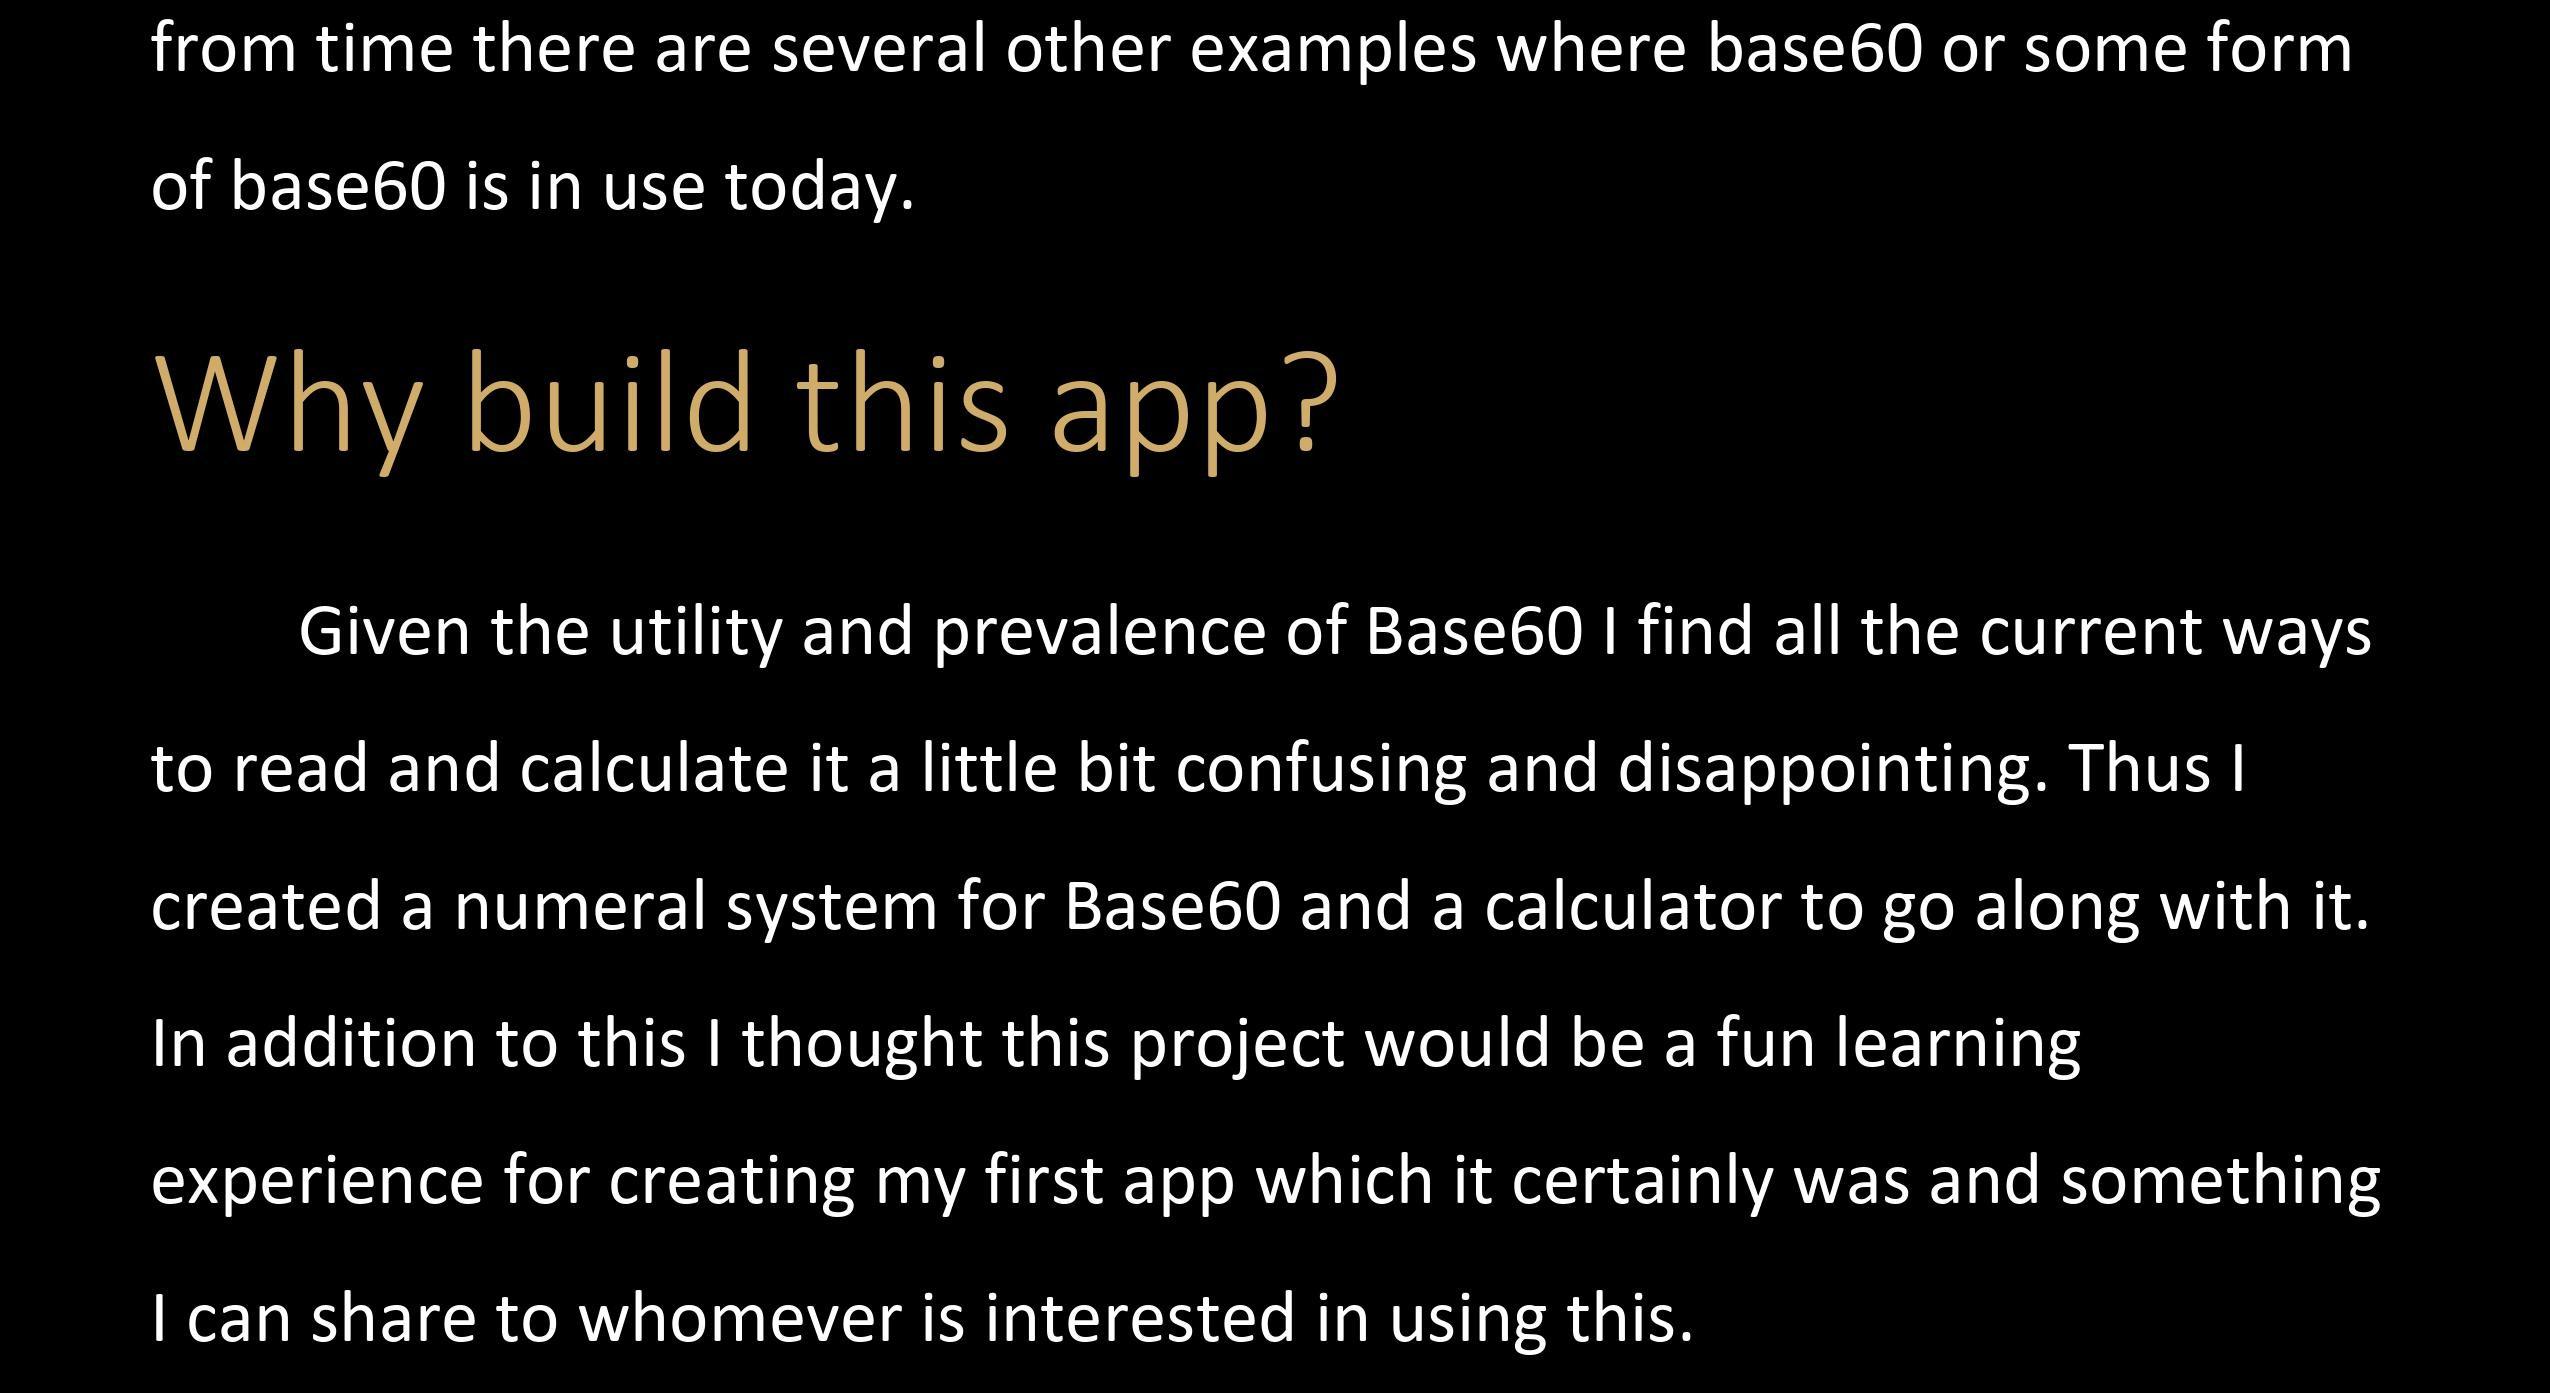 from time there are several other examples where base60 or some form
of base60 is in use today.
Why build this app?
Given the utility and prevalence of Base60 I find all the current ways
to read and calculate it a little bit confusing and disappointing. Thus I
created a numeral system for Base60 and a calculator to go along with it.
In addition to this I thought this project would be a fun learning
experience for creating my first app which it certainly was and something
I can share to whomever is interested in using this.